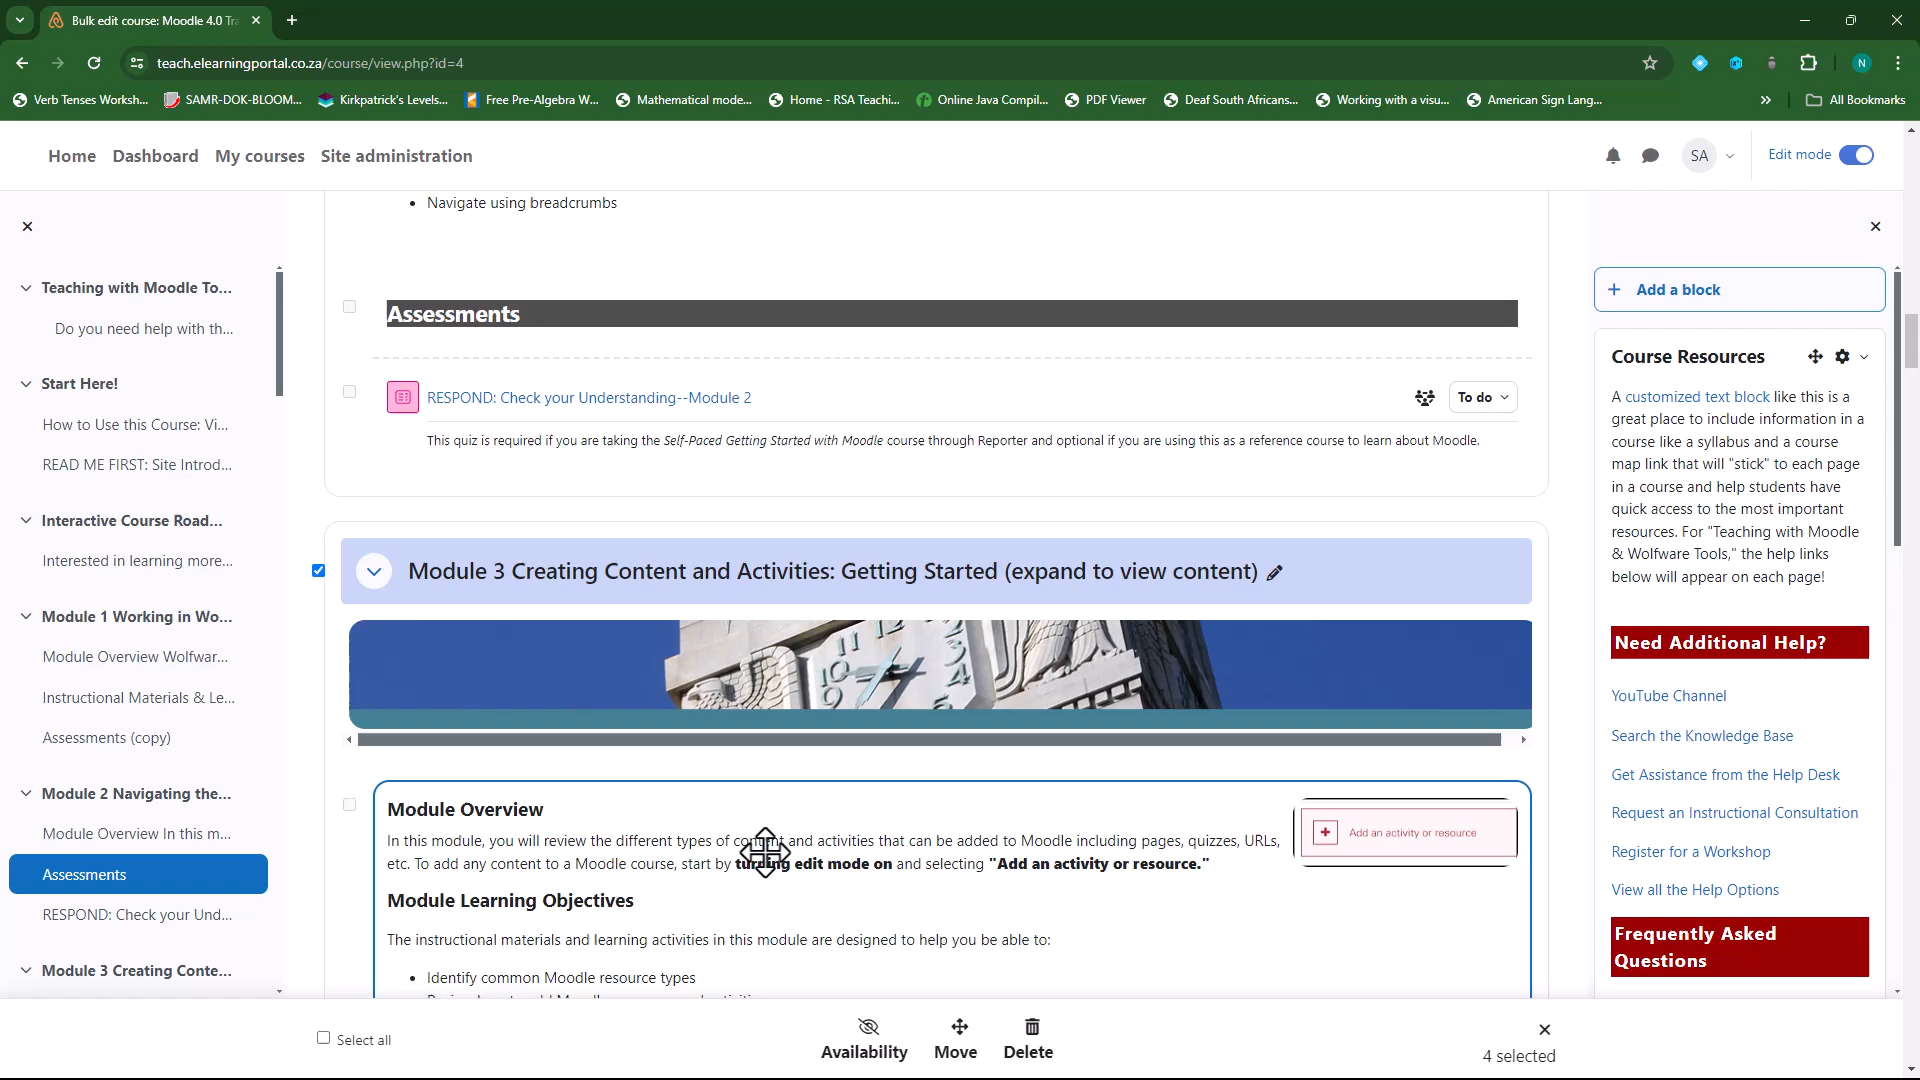 Bulk edit course: Moodle 4.0 Tra
teach.elearningportal.co.za/course/view.php?id=4
N
Verb Tenses Worksh...
SAMR-DOK-BLOOM...
Kirkpatrick's Levels...
Free Pre-Algebra W...
Mathematical mode...
Home - RSA Teachi...
Online Java Compil...
PDF Viewer
Deaf South Africans...
Working with a visu...
American Sign Lang...
All Bookmarks
Home
Dashboard
My courses
Site administration
SA
Edit mode
Teaching with Moodle To...
Do you need help with th...
Start Here!
How to Use this Course: Vi...
READ ME FIRST: Site Introd...
Interactive Course Road...
Interested in learning more...
Module 1 Working in Wo...
Module Overview Wolfwar...
Instructional Materials & Le...
Assessments (copy)
Module 2 Navigating the...
Module Overview In this m...
Assessments
RESPOND: Check your Und...
Module 3 Creating Conte...
• Navigate using breadcrumbs
Assessments
RESPOND: Check your Understanding--Module 2
To do
This quiz is required if you are taking the Self-Paced Getting Started with Moodle course through Reporter and optional if you are using this as a reference course to learn about Moodle.
Module 3 Creating Content and Activities: Getting Started (expand to view content)
Module Overview
In this module, you will review the different types of content and activities that can be added to Moodle including pages, quizzes, URLs,
etc. To add any content to a Moodle course, start by turning edit mode on and selecting "Add an activity or resource."
Add an activity or resource
Module Learning Objectives
The instructional materials and learning activities in this module are designed to help you be able to:
• Identify common Moodle resource types
Add a block
Course Resources
A customized text block like this is a
great place to include information in a
course like a syllabus and a course
map link that will "stick" to each page
in a course and help students have
quick access to the most important
resources. For "Teaching with Moodle
& Wolfware Tools," the help links
below will appear on each page!
Need Additional Help?
YouTube Channel
Search the Knowledge Base
Get Assistance from the Help Desk
Request an Instructional Consultation
Register for a Workshop
View all the Help Options
Frequently Asked
Questions
Select all
Availability
Move
Delete
4 selected